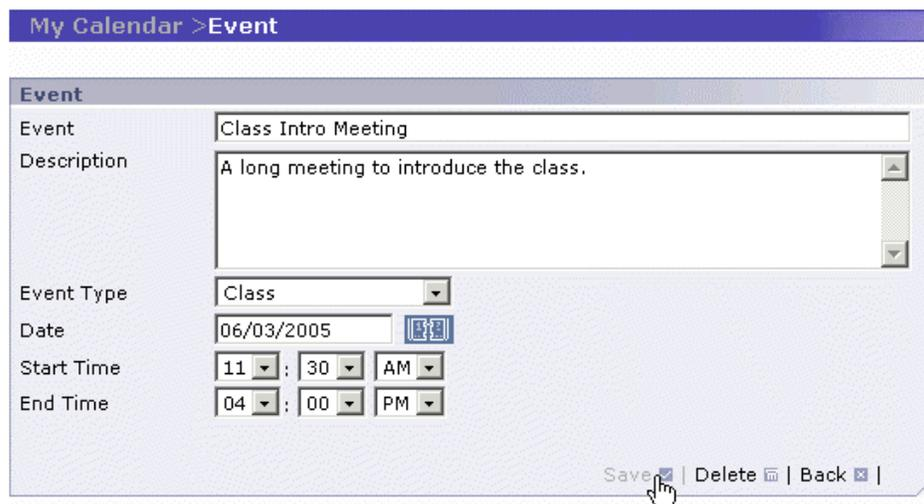 My Calendar >Event
Event
Event Class Intro Meeting
Description A long meeting to introduce the class.
Event Type Class
Date 06/03/2005
Start Time 11 : 30 AM
End Time 04 : 00 PM
Save | Delete | Back |